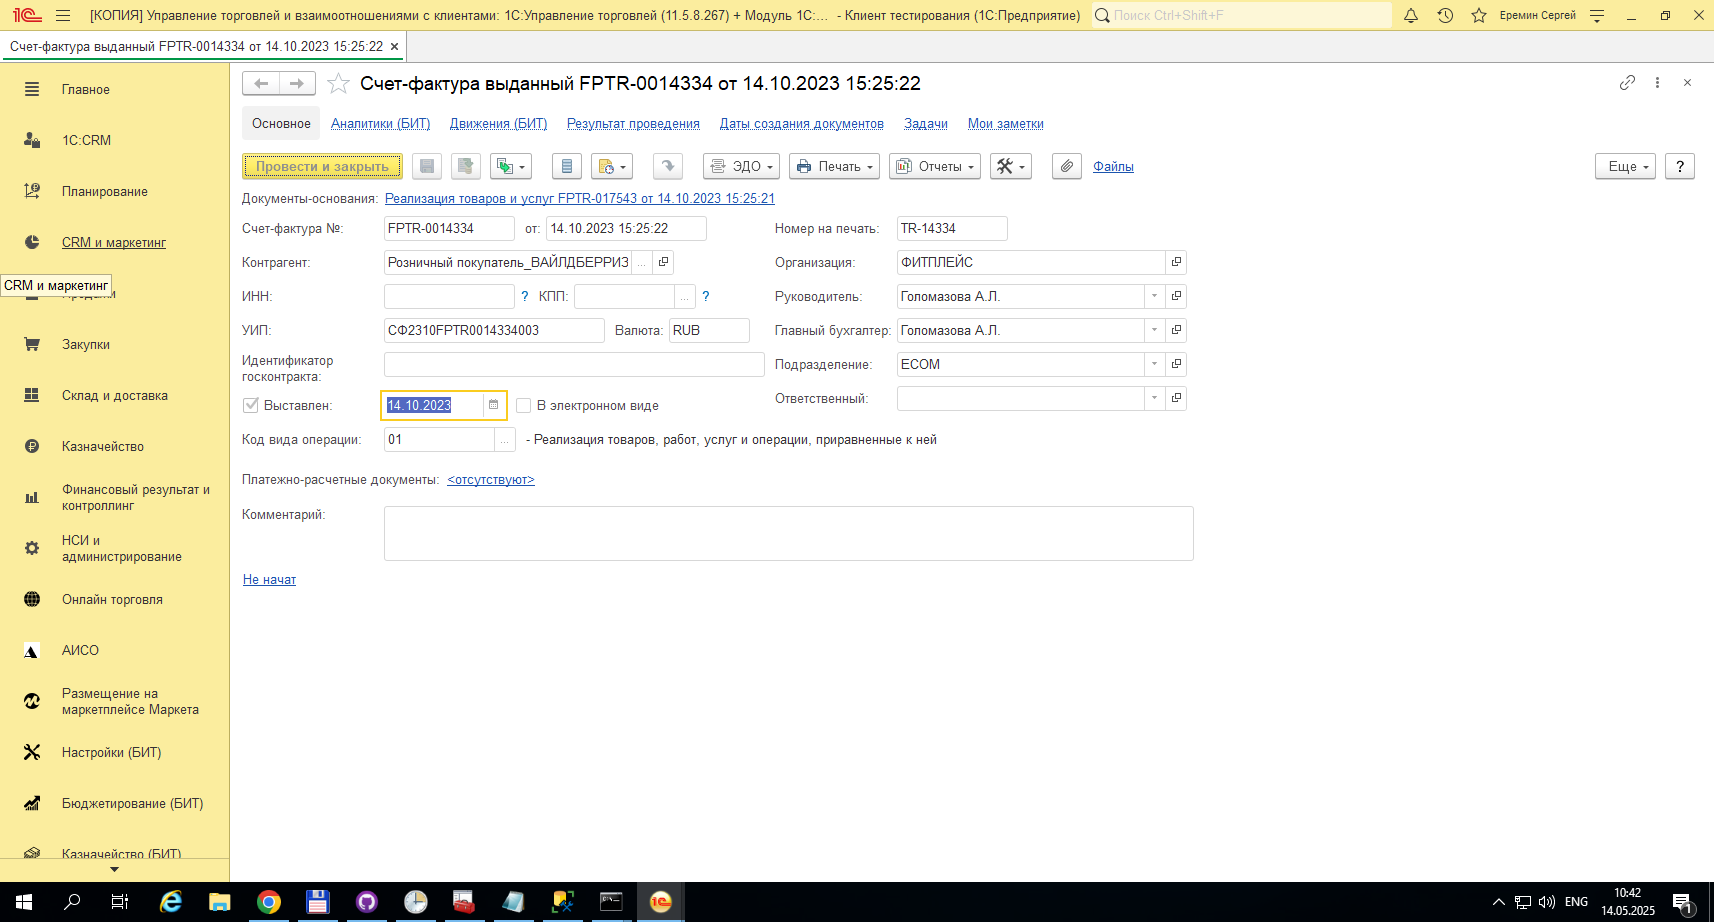 [КОПИЯ] Управление торговлей и взаимоотношениями с клиентами: 1С:Управление торговлей (11.5.8.267) + Модуль 1С:... - Клиент тестирования (1С:Предприятие)
Поиск Ctrl+Shift+F
Еремин Сергей
Счет-фактура выданный FPTR-0014334 от 14.10.2023 15:25:22
Главное
1С:CRM
Планирование
CRM и маркетинг
CRM и маркетинг
Закупки
Склад и доставка
Казначейство
Финансовый результат и
контроллинг
НСИ и
администрирование
Онлайн торговля
АИСО
Размещение на
маркетплейсе Маркета
Настройки (БИТ)
Бюджетирование (БИТ)
Казначейство (БИТ)
Счет-фактура выданный FPTR-0014334 от 14.10.2023 15:25:22
Основное Аналитики (БИТ) Движения (БИТ) Результат проведения Даты создания документов Задачи Мои заметки
Провести и закрыть ЭДО Печать Отчеты Файлы Еще ?
Документы-основания: Реализация товаров и услуг FPTR-017543 от 14.10.2023 15:25:21
Счет-фактура №: FPTR-0014334 от: 14.10.2023 15:25:22 Номер на печать: TR-14334
Контрагент: Розничный покупатель_ВАЙЛДБЕРРИЗ ... Организация: ФИТПЛЕЙС
ИНН: ? КПП: ... ? Руководитель: Голомазова А.Л.
УИП: СФ2310FPTR0014334003 Валюта: RUB Главный бухгалтер: Голомазова А.Л.
Идентификатор
госконтракта:
Подразделение: ECOM
Выставлен: 14.10.2023 В электронном виде Ответственный:
Код вида операции: 01 ... - Реализация товаров, работ, услуг и операции, приравненные к ней
Платежно-расчетные документы: <отсутствуют>
Комментарий:
Не начат
ENG
10:42
14.05.2025
1